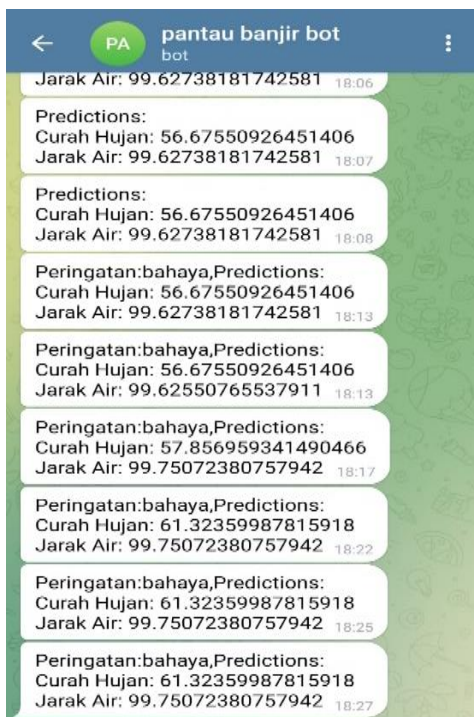 PA
pantau banjir bot
bot
Jarak Air: 99.62738181742581 18:06
Predictions:
Curah Hujan: 56.67550926451406
Jarak Air: 99.62738181742581 18:07
Predictions:
Curah Hujan: 56.67550926451406
Jarak Air: 99.62738181742581 18:08
Peringatan:bahaya,Predictions:
Curah Hujan: 56.67550926451406
Jarak Air: 99.62738181742581 18:13
Peringatan:bahaya,Predictions:
Curah Hujan: 56.67550926451406
Jarak Air: 99.62550765537911 18:13
Peringatan:bahaya,Predictions:
Curah Hujan: 57.856959341490466
Jarak Air: 99.75072380757942 18:17
Peringatan:bahaya,Predictions:
Curah Hujan: 61.32359987815918
Jarak Air: 99.75072380757942 18:22
Peringatan:bahaya,Predictions:
Curah Hujan: 61.32359987815918
Jarak Air: 99.75072380757942 18:25
Peringatan:bahaya,Predictions:
Curah Hujan: 61.32359987815918
Jarak Air: 99.75072380757942 18:27